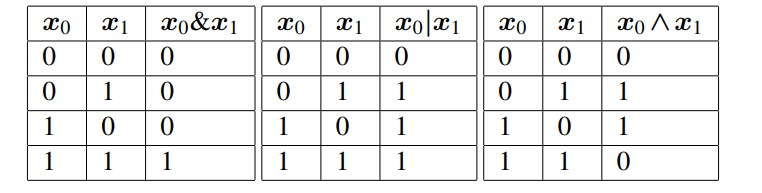 x₀ x₁ x₀&x₁ x₀ x₁ x₀|x₁ x₀ x₁ x₀ ∧ x₁
0 0 0 0 0 0 0 0 0
0 1 0 0 1 1 0 1 1
1 0 0 1 0 1 1 0 1
1 1 1 1 1 1 1 1 0